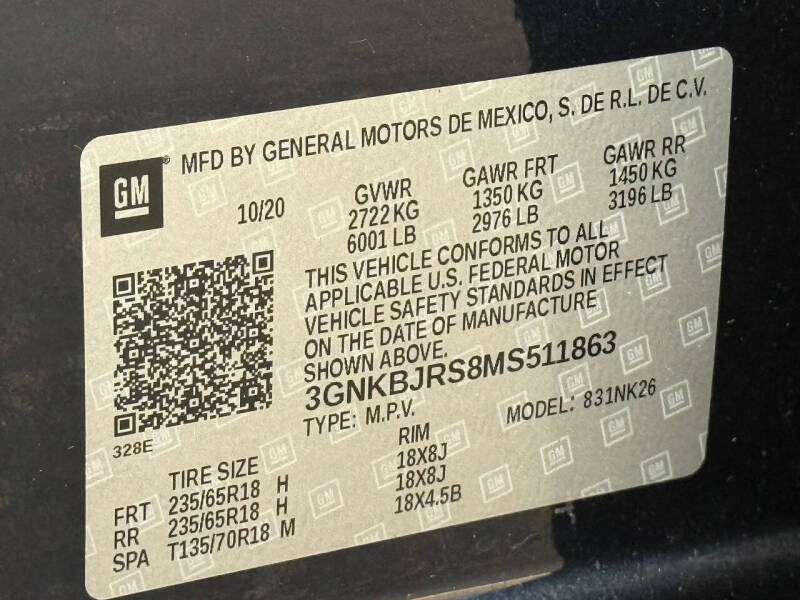 GM ® MFD BY GENERAL MOTORS DE MEXICO, S. DE R.L. DE C.V.
10/20 GVWR GAWR FRT GAWR RR
2722 KG 1350 KG 1450 KG
6001 LB 2976 LB 3196 LB
THIS VEHICLE CONFORMS TO ALL
APPLICABLE U.S. FEDERAL MOTOR
VEHICLE SAFETY STANDARDS IN EFFECT
ON THE DATE OF MANUFACTURE
SHOWN ABOVE.
3GNKBJRS8MS511863
TYPE: M.P.V. MODEL: 831NK26
328E
TIRE SIZE RIM
FRT 235/65R18 H 18X8J
RR 235/65R18 H 18X8J
SPA T135/70R18 M 18X4.5B